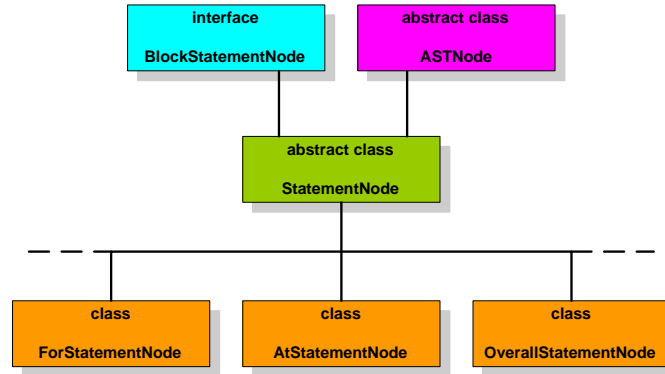 interface
BlockStatementNode
abstract class
ASTNode
abstract class
StatementNode
class
ForStatementNode
class
AtStatementNode
class
OverallStatementNode